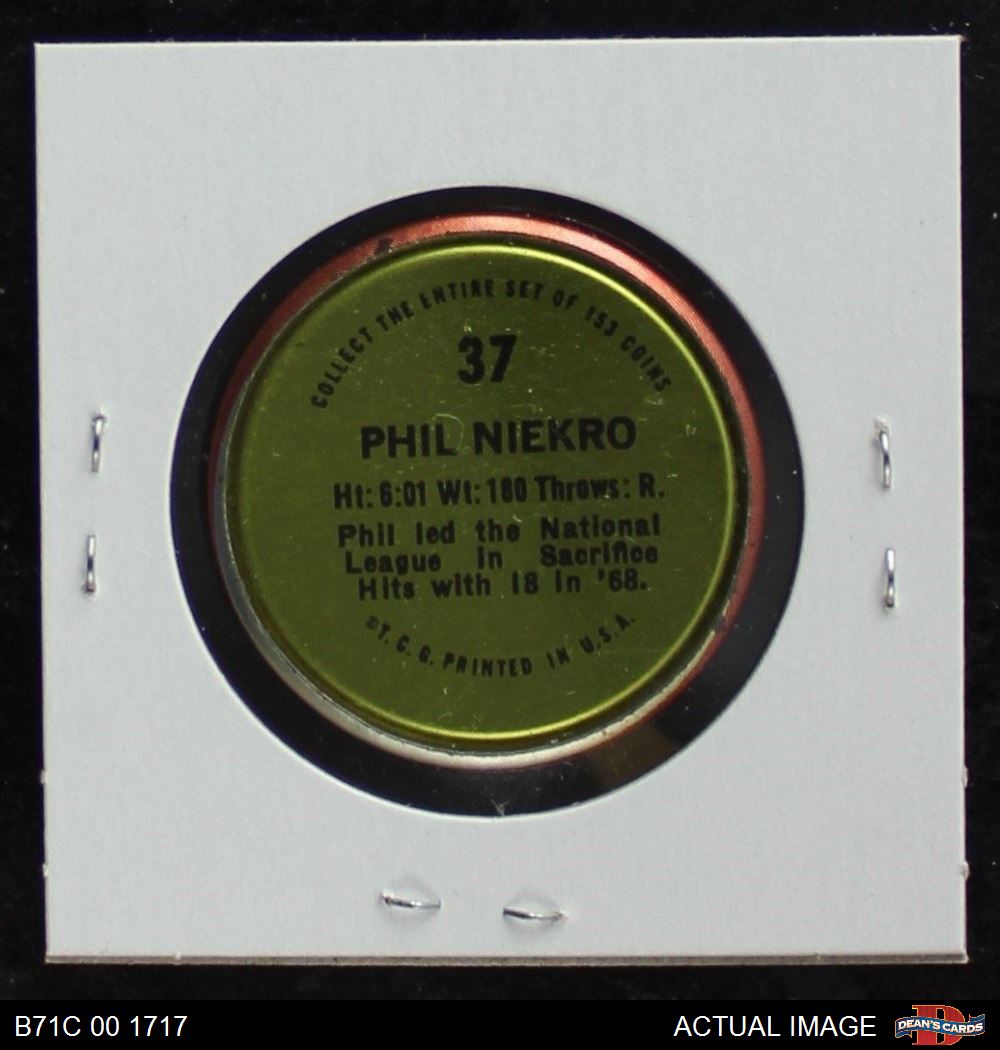 COLLECT THE ENTIRE SET OF 153 COINS
37
PHIL NIEKRO
Ht: 6:01 Wt: 180 Throws: R.
Phil led the National
League in Sacrifice
Hits with 18 in '68.
©T. C. G. PRINTED IN U.S.A.
B71C 00 1717
ACTUAL IMAGE
D
DEAN'S CARDS